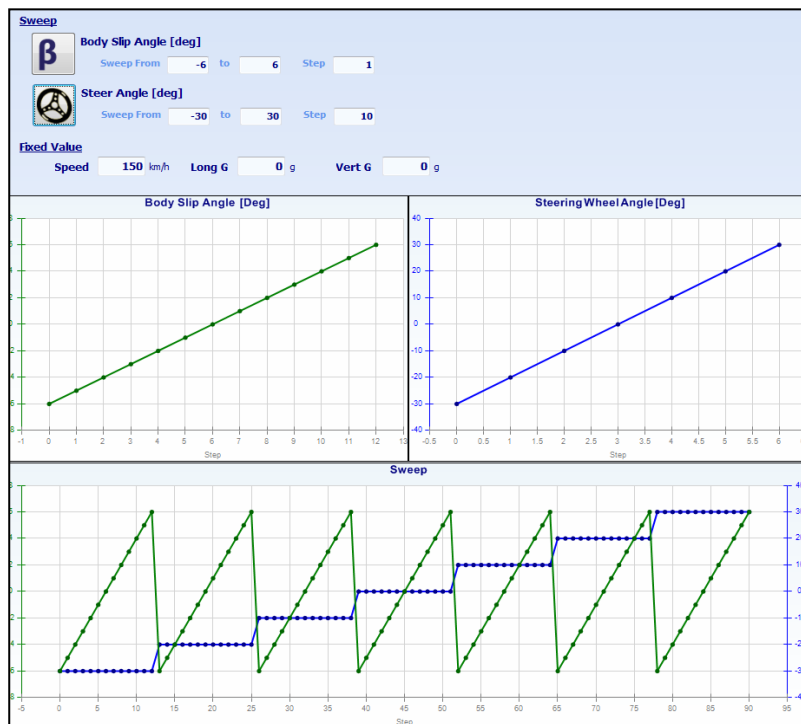 Sweep
Body Slip Angle [deg]
β
Sweep From -6 to 6 Step 1
Steer Angle [deg]
Sweep From -30 to 30 Step 10
Fixed Value
Speed 150 km/h Long G 0 g Vert G 0 g
Body Slip Angle [Deg]
-1 0 1 2 3 4 5 6 7 8 9 10 11 12 13
Step
Steering Wheel Angle [Deg]
40
30
20
10
0
-10
-20
-30
-40
-0.5 0 0.5 1 1.5 2 2.5 3 3.5 4 4.5 5 5.5 6
Step
Sweep
-5 0 5 10 15 20 25 30 35 40 45 50 55 60 65 70 75 80 85 90 95
Step